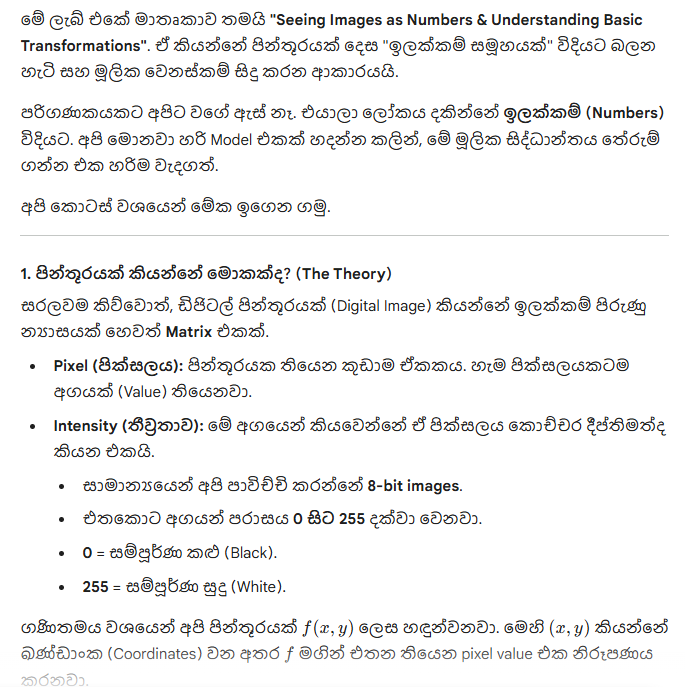 මේ ලැබ් එකේ මාතෘකාව තමයි "Seeing Images as Numbers & Understanding Basic
Transformations". ඒ කියන්නේ පින්තූරයක් දෙස "ඉලක්කම් සමූහයක්" විදියට බලන
හැටි සහ මූලික වෙනස්කම් සිදු කරන ආකාරයයි.
පරිගණකයකට අපිට වගේ ඇස් නෑ. එයාලා ලෝකය දකින්නේ ඉලක්කම් (Numbers)
විදියට. අපි මොනවා හරි Model එකක් හදන්න කලින්, මේ මූලික සිද්ධාන්තය තේරුම්
ගන්න එක හරිම වැදගත්.
අපි කොටස් වශයෙන් මේක ඉගෙන ගමු.
1. පින්තූරයක් කියන්නේ මොකක්ද? (The Theory)
සරලවම කිව්වොත්, ඩිජිටල් පින්තූරයක් (Digital Image) කියන්නේ ඉලක්කම් පිරුණු
න්‍යාසයක් හෙවත් Matrix එකක්.
• Pixel (පික්සලය): පින්තූරයක තියෙන කුඩාම ඒකකය. හැම පික්සලයකටම
අගයක් (Value) තියෙනවා.
• Intensity (තීව්‍රතාව): මේ අගයෙන් කියවෙන්නේ ඒ පික්සලය කොච්චර දීප්තිමත්ද
කියන එකයි.
• සාමාන්‍යයෙන් අපි පාවිච්චි කරන්නේ 8-bit images.
• එතකොට අගයන් පරාසය 0 සිට 255 දක්වා වෙනවා.
• 0 = සම්පූර්ණ කළු (Black).
• 255 = සම්පූර්ණ සුදු (White).
ගණිතමය වශයෙන් අපි පින්තූරයක් f(x, y) ලෙස හඳුන්වනවා. මෙහි (x, y) කියන්නේ
ඛණ්ඩාංක (Coordinates) වන අතර f මගින් එතන තියෙන pixel value එක නිරූපණය
කරනවා.